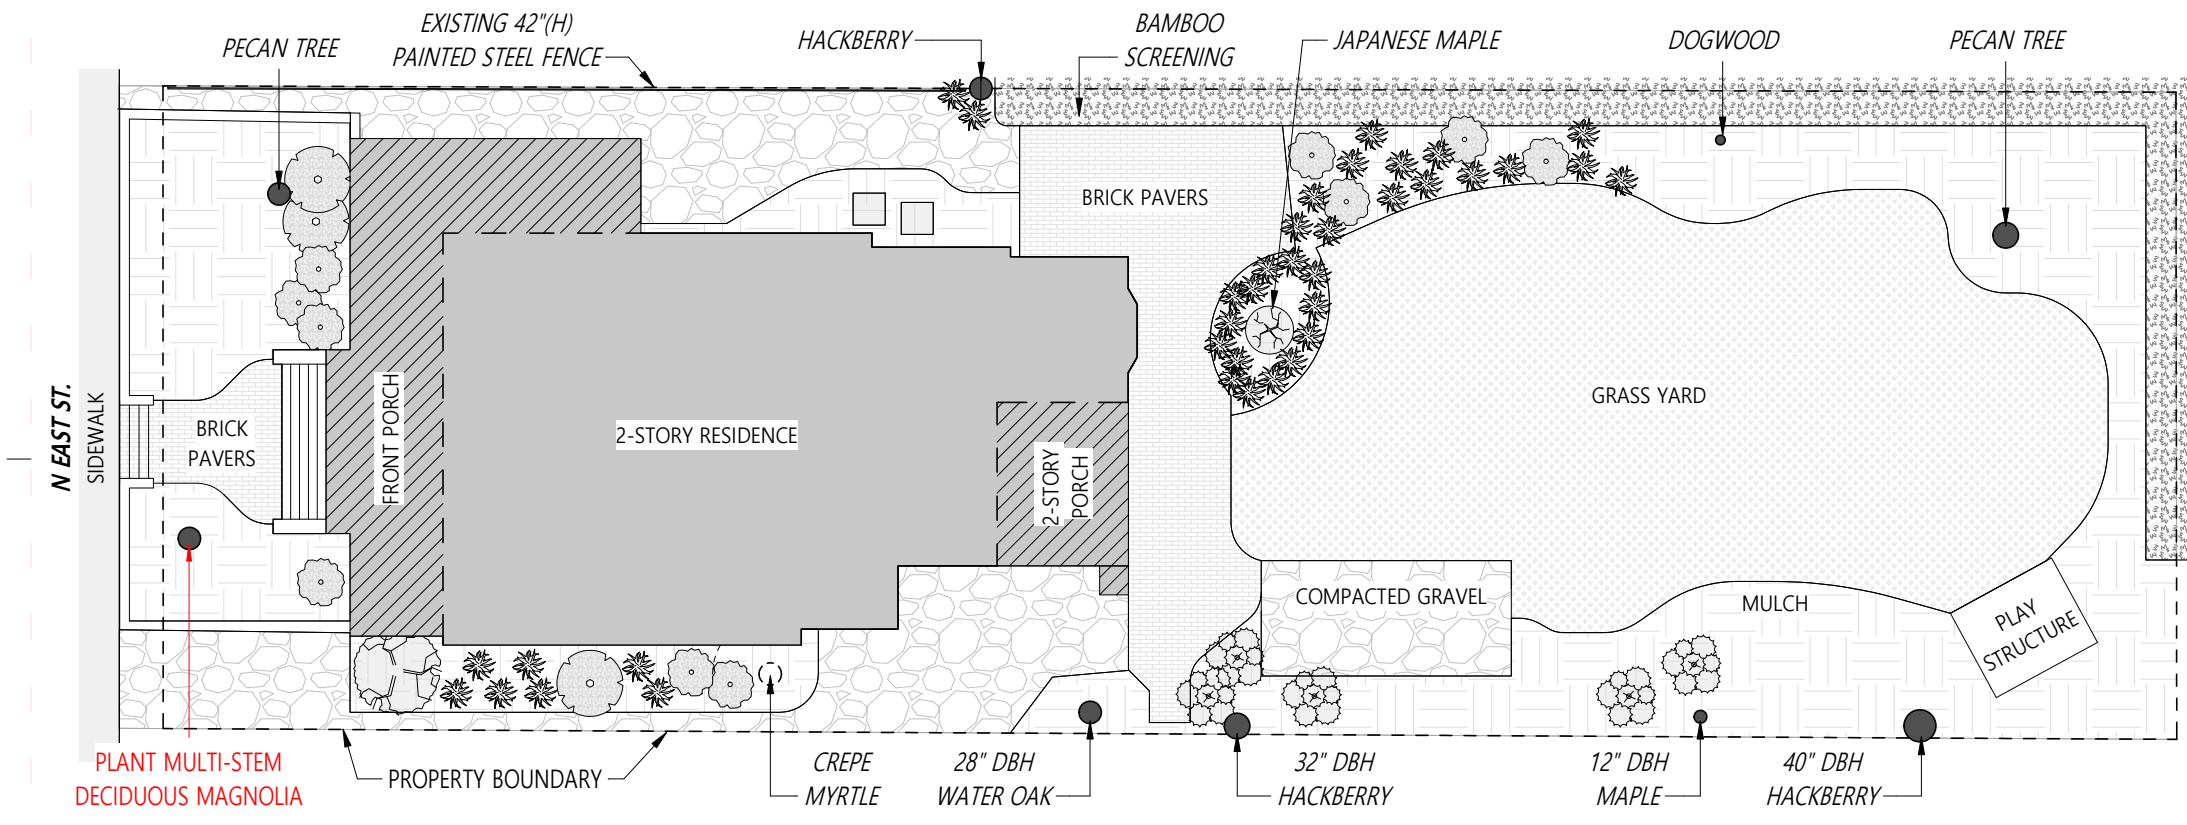 PECAN TREE
EXISTING 42"(H)
PAINTED STEEL FENCE
HACKBERRY
BAMBOO
SCREENING
JAPANESE MAPLE
DOGWOOD
PECAN TREE
BRICK PAVERS
N EAST ST.
SIDEWALK
BRICK
PAVERS
FRONT PORCH
2-STORY RESIDENCE
2-STORY
PORCH
GRASS YARD
COMPACTED GRAVEL
MULCH
PLAY
STRUCTURE
PLANT MULTI-STEM
DECIDUOUS MAGNOLIA
PROPERTY BOUNDARY
CREPE
MYRTLE
28" DBH
WATER OAK
32" DBH
HACKBERRY
12" DBH
MAPLE
40" DBH
HACKBERRY